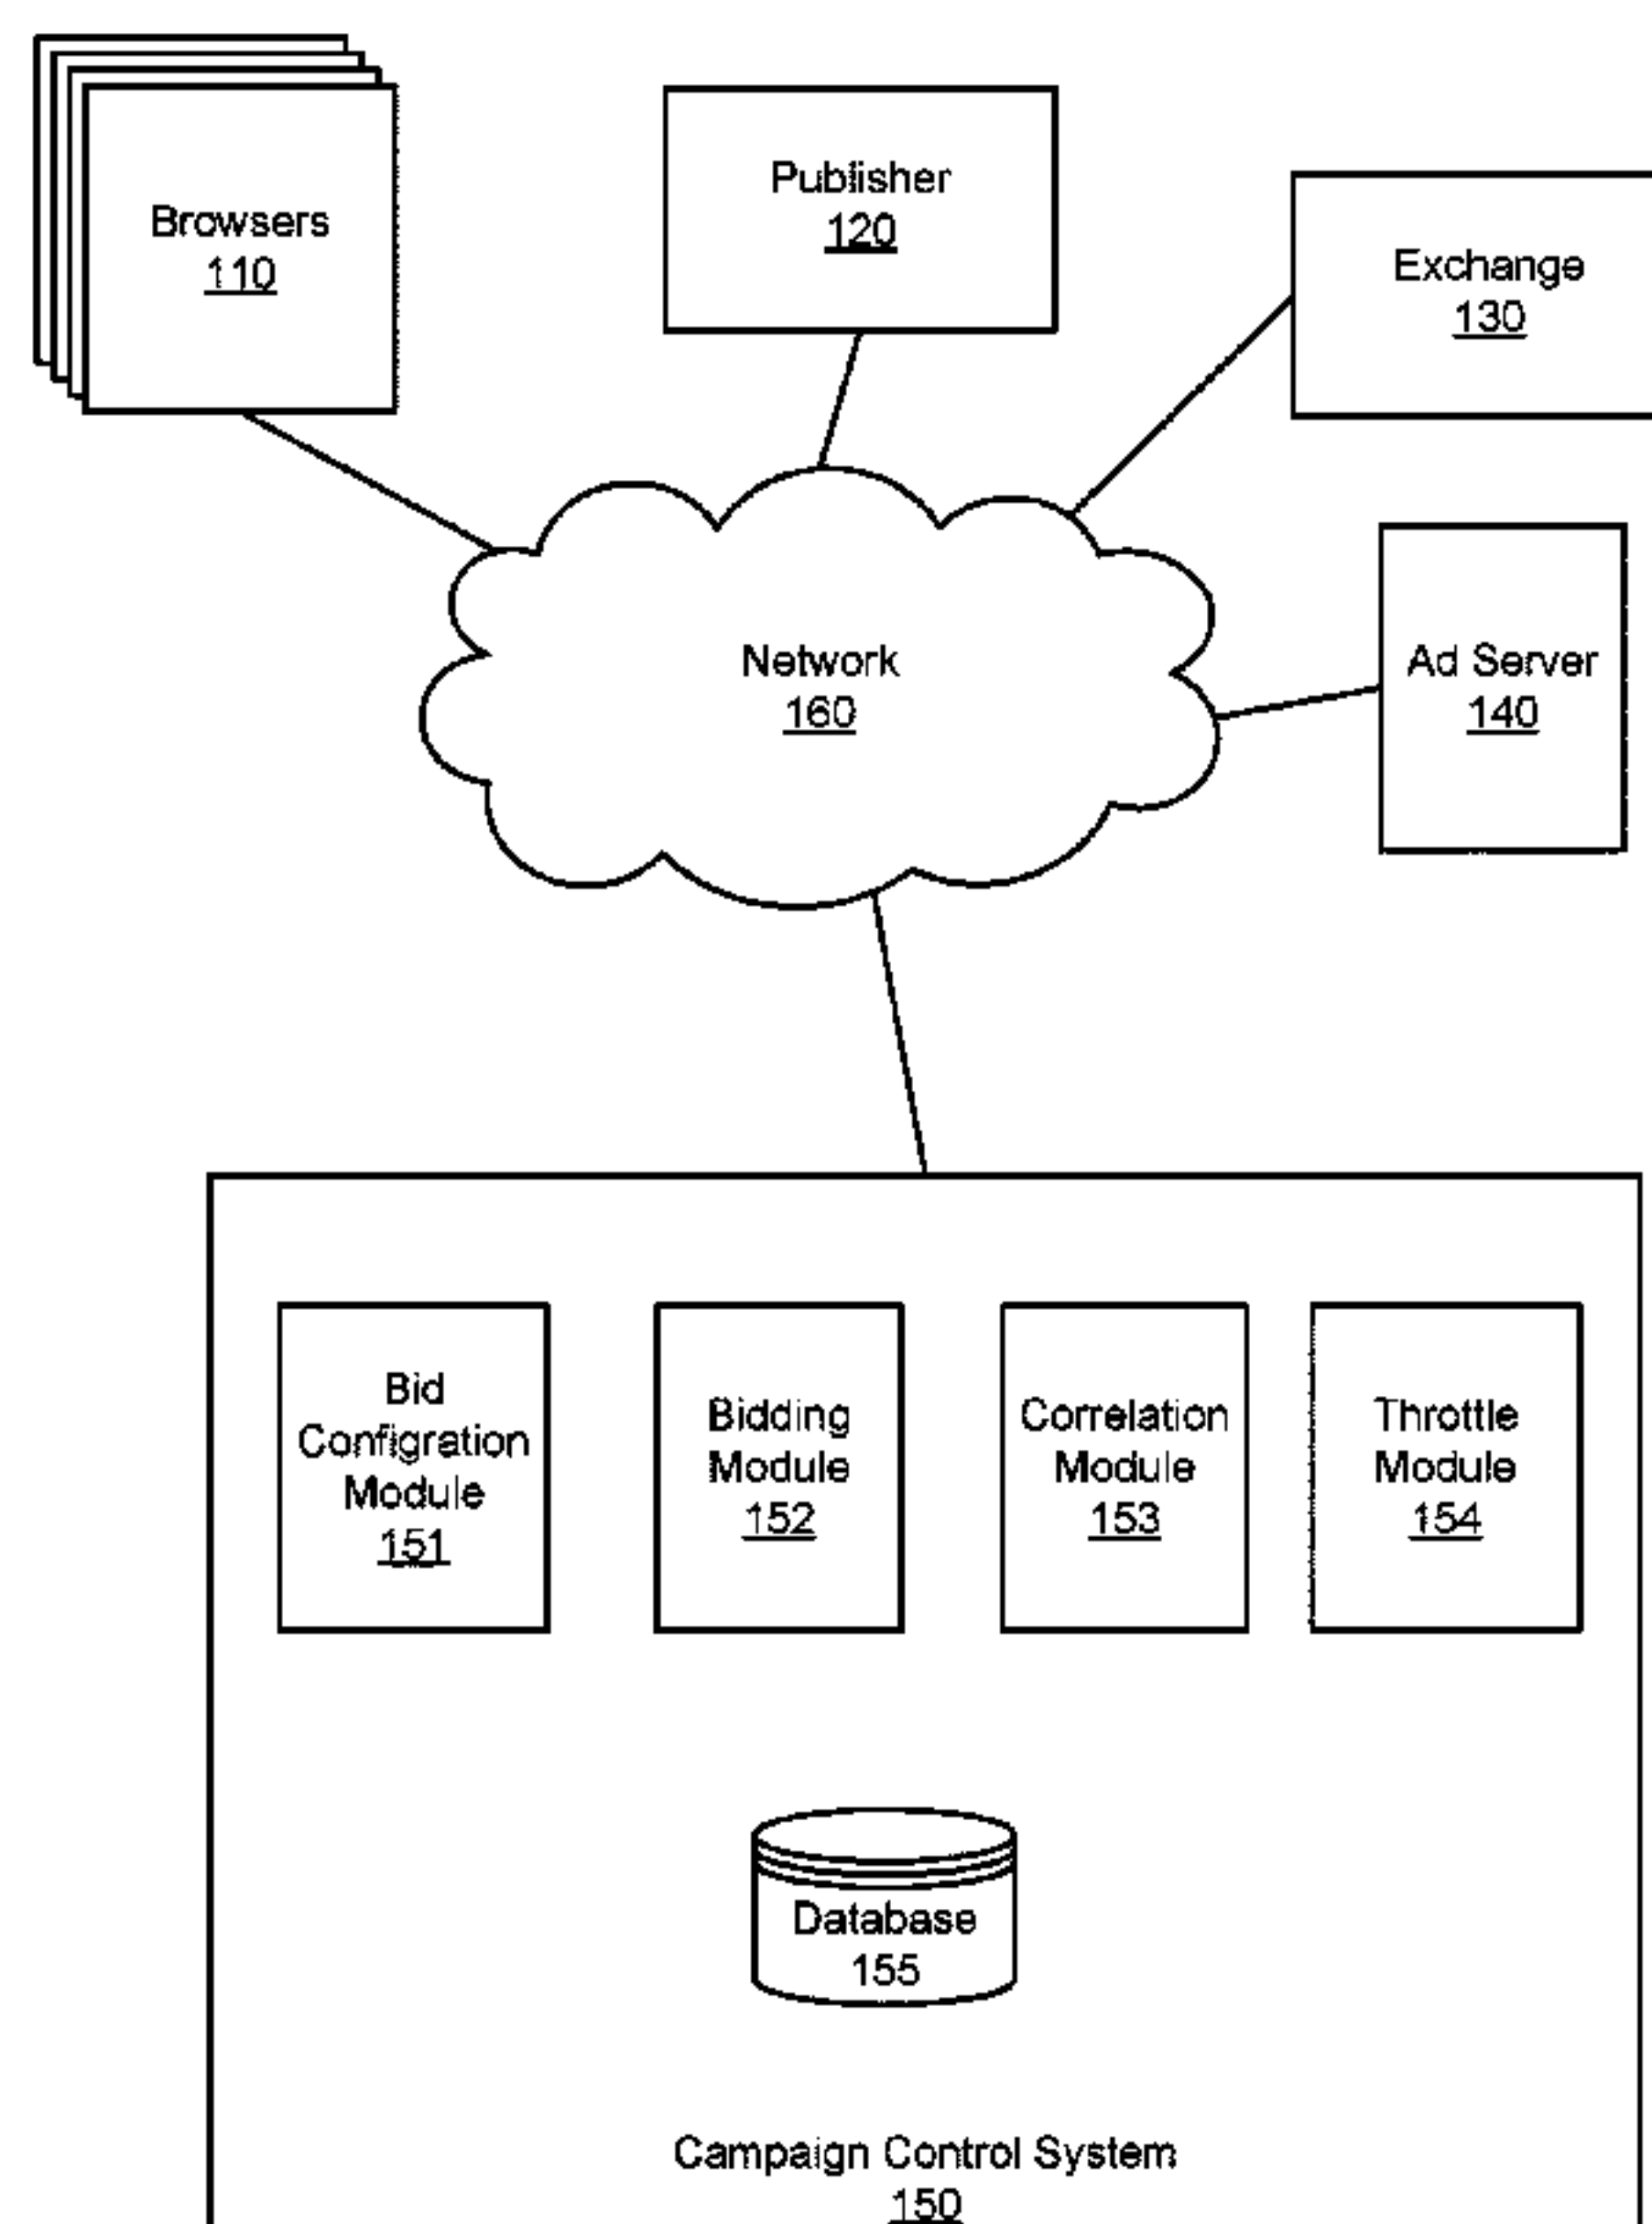 Browsers
110
Publisher
120
Exchange
130
Network
160
Ad Server
140
Bid
Configration
Module
151
Bidding
Module
152
Correlation
Module
153
Throttle
Module
154
Database
155
Campaign Control System
150